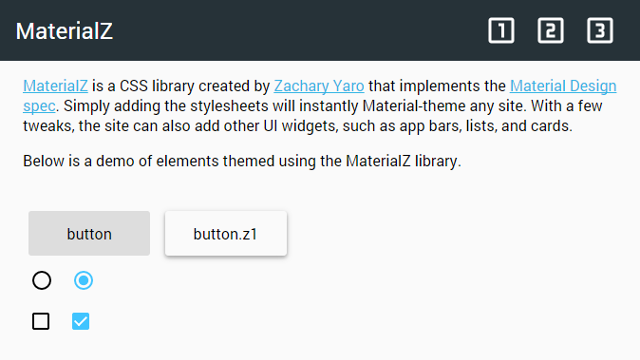 MaterialZ 1 2 3
MaterialZ is a CSS library created by Zachary Yaro that implements the Material Design
spec. Simply adding the stylesheets will instantly Material-theme any site. With a few
tweaks, the site can also add other UI widgets, such as app bars, lists, and cards.
Below is a demo of elements themed using the MaterialZ library.
button button.z1